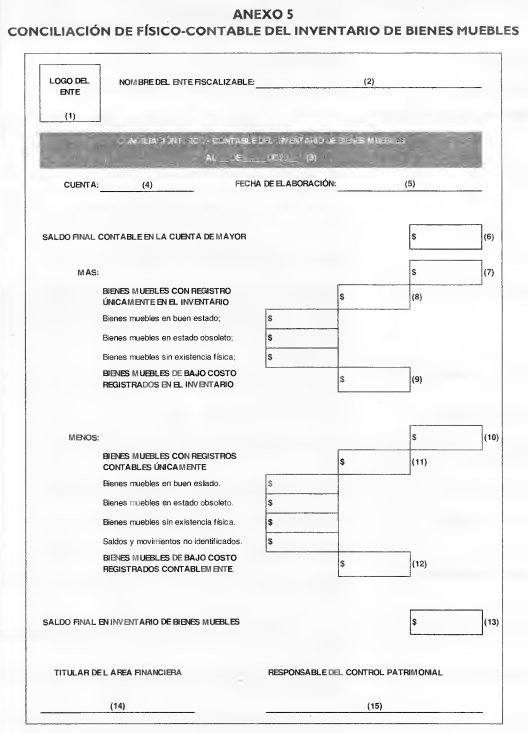 ANEXO 5
CONCILIACIÓN DE FÍSICO-CONTABLE DEL INVENTARIO DE BIENES MUEBLES
LOGO DEL ENTE
(1)
NOMBRE DEL ENTE FISCALIZABLE: (2)
CONCILIACIÓN FÍSICO - CONTABLE DEL INVENTARIO DE BIENES MUEBLES
AL ___ DE ___ DE ___ (3)
CUENTA: (4) FECHA DE ELABORACIÓN: (5)
SALDO FINAL CONTABLE EN LA CUENTA DE MAYOR $ (6)
MAS: $ (7)
BIENES MUEBLES CON REGISTRO
ÚNICAMENTE EN EL INVENTARIO $ (8)
Bienes muebles en buen estado; $
Bienes muebles en estado obsoleto; $
Bienes muebles sin existencia física; $
BIENES MUEBLES DE BAJO COSTO
REGISTRADOS EN EL INVENTARIO $ (9)
MENOS: $ (10)
BIENES MUEBLES CON REGISTROS
CONTABLES ÚNICAMENTE $ (11)
Bienes muebles en buen estado. $
Bienes muebles en estado obsoleto. $
Bienes muebles sin existencia física. $
Saldos y movimientos no identificados. $
BIENES MUEBLES DE BAJO COSTO
REGISTRADOS CONTABLEMENTE $ (12)
SALDO FINAL EN INVENTARIO DE BIENES MUEBLES $ (13)
TITULAR DEL ÁREA FINANCIERA RESPONSABLE DEL CONTROL PATRIMONIAL
(14) (15)